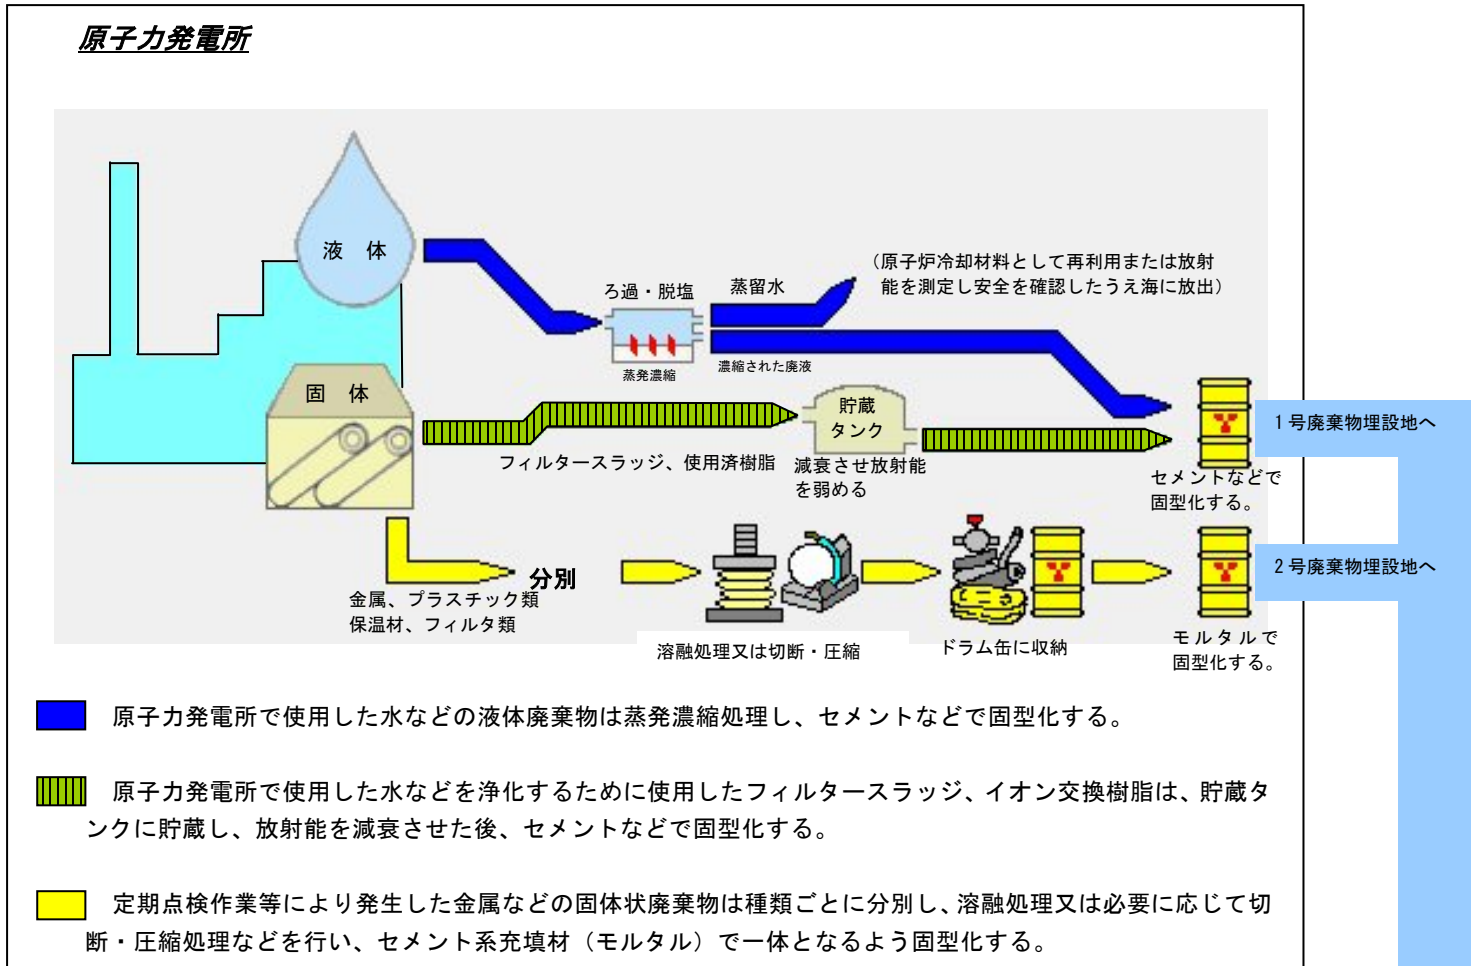 原子力発電所
液　体
(原子炉冷却材料として再利用または放射
能を測定し安全を確認したうえ海に放出)
ろ過・脱塩
蒸留水
蒸発濃縮
濃縮された廃液
固　体
貯蔵
タンク
1号廃棄物埋設地へ
フィルタースラッジ、使用済樹脂
減衰させ放射能
を弱める
セメントなどで
固型化する。
分別
2号廃棄物埋設地へ
金属、プラスチック類
保温材、フィルタ類
溶融処理又は切断・圧縮
ドラム缶に収納
モルタルで
固型化する。
原子力発電所で使用した水などの液体廃棄物は蒸発濃縮処理し、セメントなどで固型化する。
原子力発電所で使用した水などを浄化するために使用したフィルタースラッジ、イオン交換樹脂は、貯蔵タ
ンクに貯蔵し、放射能を減衰させた後、セメントなどで固型化する。
定期点検作業等により発生した金属などの固体状廃棄物は種類ごとに分別し、溶融処理又は必要に応じて切
断・圧縮処理などを行い、セメント系充填材（モルタル）で一体となるよう固型化する。